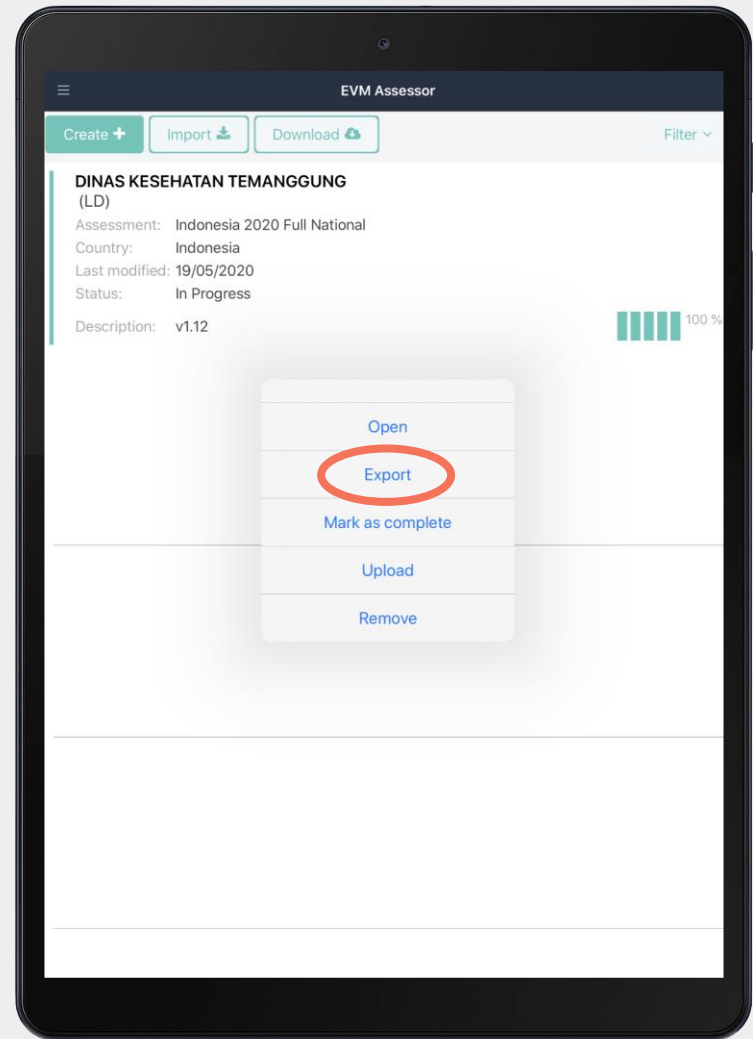 EVM Assessor
Create
Import
Download
Filter
DINAS KESEHATAN TEMANGGUNG
(LD)
Assessment: Indonesia 2020 Full National
Country: Indonesia
Last modified: 19/05/2020
Status: In Progress
Description: v1.12
100 %
Open
Export
Mark as complete
Upload
Remove